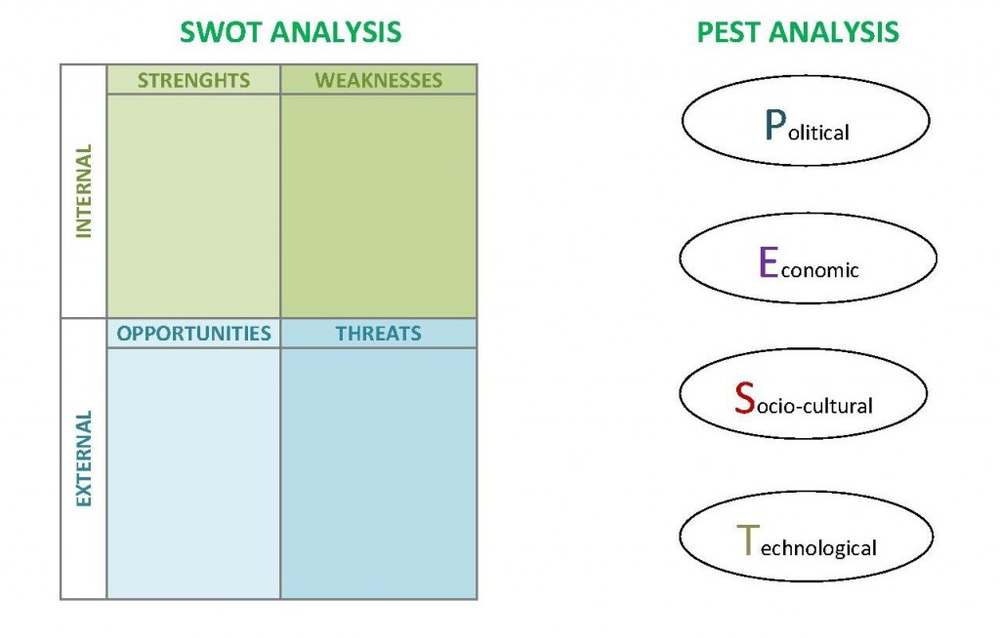 SWOT ANALYSIS
STRENGHTS
WEAKNESSES
INTERNAL
OPPORTUNITIES
THREATS
EXTERNAL
PEST ANALYSIS
Political
Economic
Socio-cultural
Technological